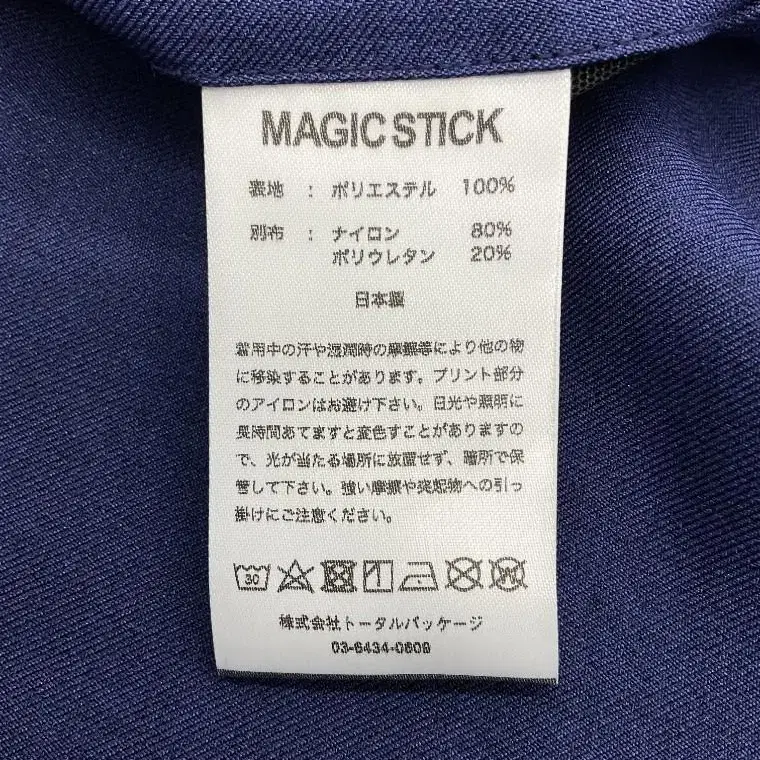 MAGIC STICK
表地 : ポリエステル 100%
別布 : ナイロン 80%
ポリウレタン 20%
日本製
着用中の汗や湿潤時の摩擦等により他の物
に移染することがあります。プリント部分
のアイロンはお避け下さい。日光や照明に
長時間あてますと変色すことがありますの
で、光が当たる場所に放置せず、暗所で保
管して下さい。強い摩擦や突起物への引っ
掛けにご注意ください。
30
W
株式会社トータルパッケージ
03-6434-0809